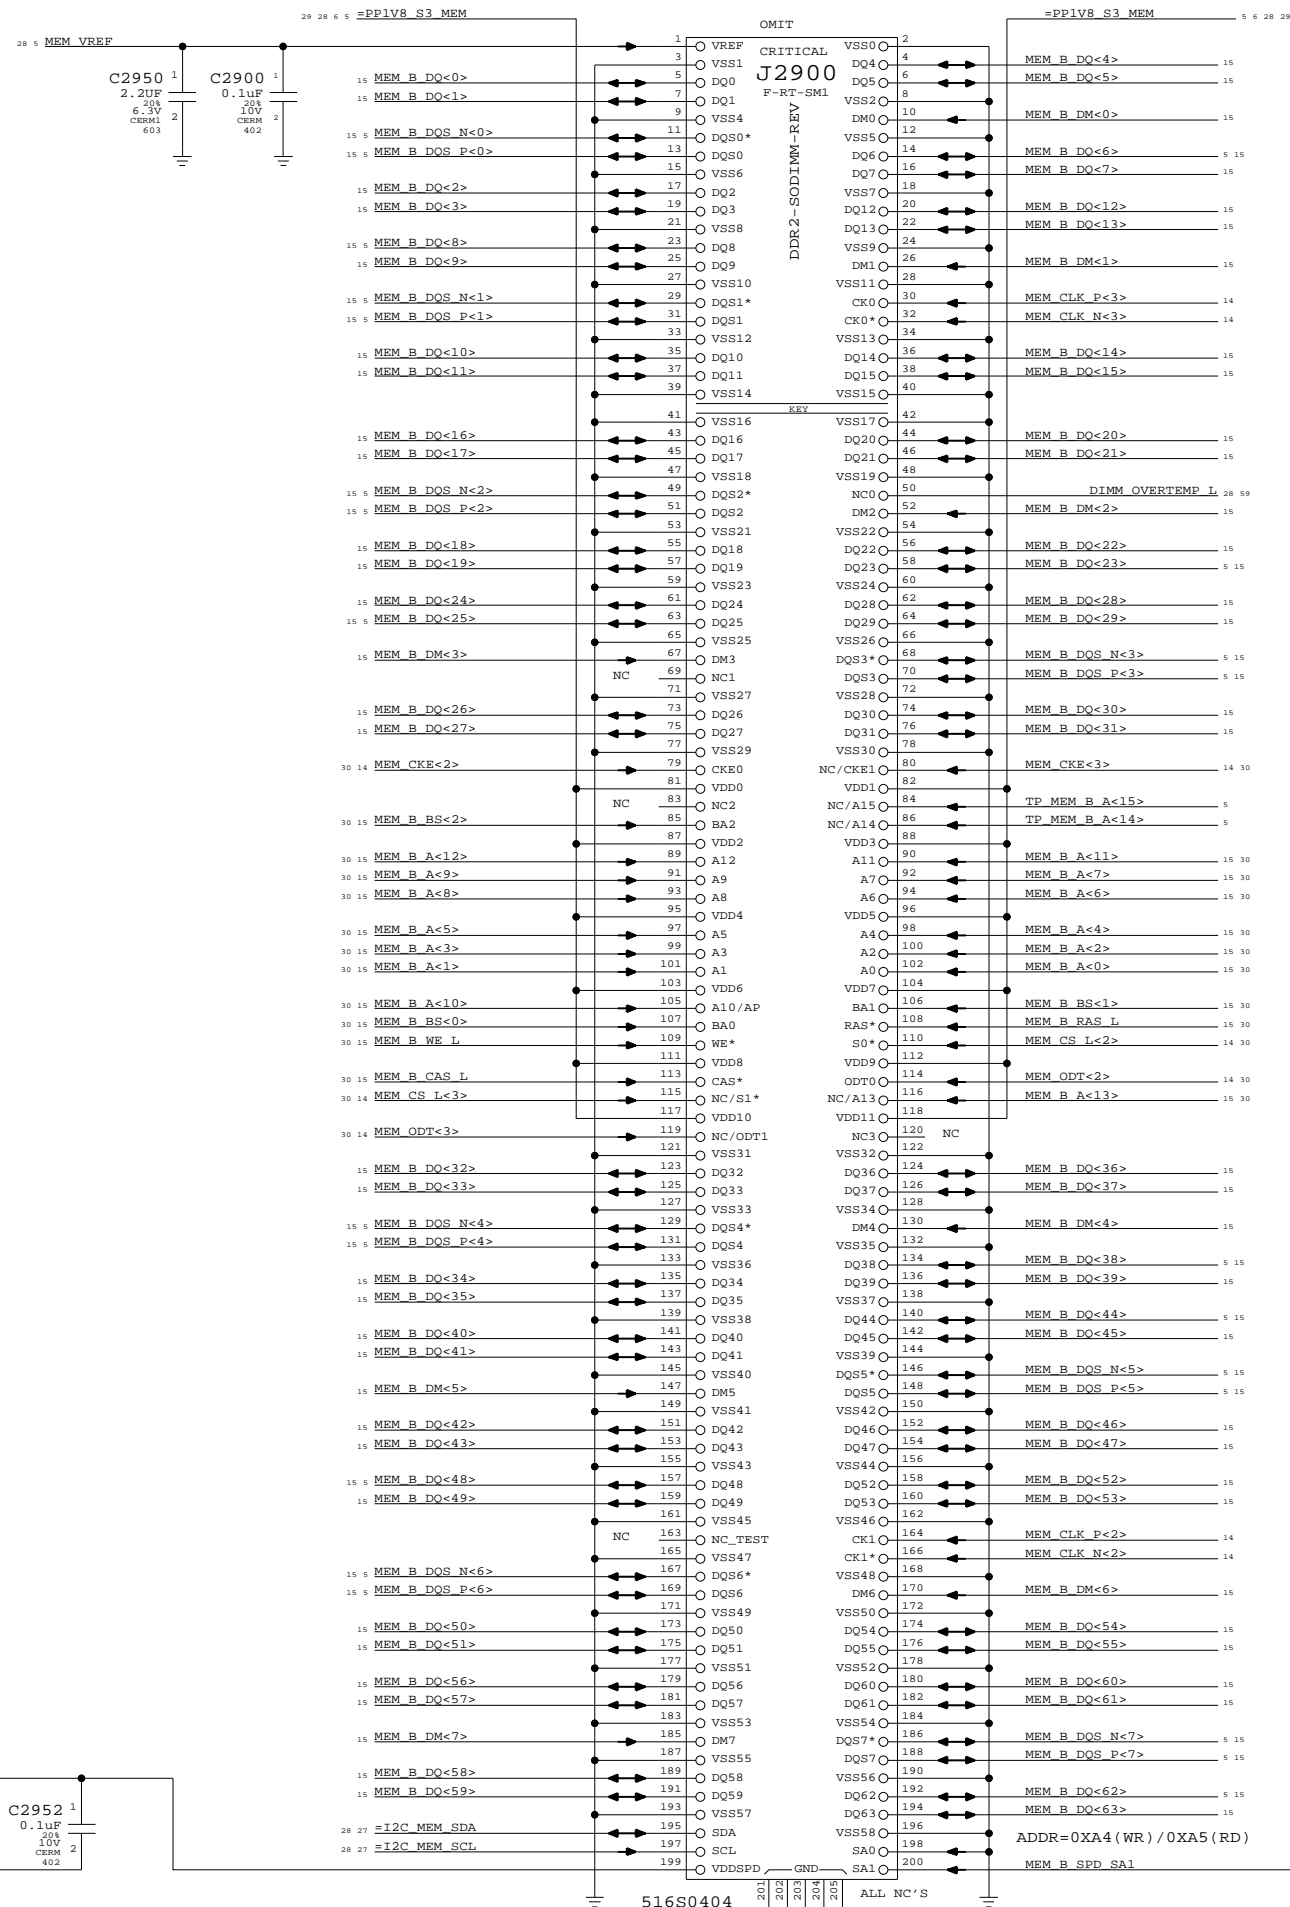 29 28 6 5 =PP1V8_S3_MEM
=PP1V8_S3_MEM 5 6 28 29
OMIT
28 5 MEM_VREF 1 VREF VSS0 2
CRITICAL
J2900
F-RT-SM1
DDR2-SODIMM-REV
C2950 1
2.2UF
20%
6.3V 2
CERM1
603
C2900 1
0.1uF
20%
10V 2
CERM
402
3 VSS1 DQ4 4 MEM_B_DQ<4> 15
15 MEM_B_DQ<0> 5 DQ0 DQ5 6 MEM_B_DQ<5> 15
15 MEM_B_DQ<1> 7 DQ1 VSS2 8
9 VSS4 DM0 10 MEM_B_DM<0> 15
15 5 MEM_B_DQS_N<0> 11 DQS0* VSS5 12
15 5 MEM_B_DQS_P<0> 13 DQS0 DQ6 14 MEM_B_DQ<6> 5 15
15 VSS6 DQ7 16 MEM_B_DQ<7> 15
15 MEM_B_DQ<2> 17 DQ2 VSS7 18
15 MEM_B_DQ<3> 19 DQ3 DQ12 20 MEM_B_DQ<12> 15
21 VSS8 DQ13 22 MEM_B_DQ<13> 15
15 5 MEM_B_DQ<8> 23 DQ8 VSS9 24
15 MEM_B_DQ<9> 25 DQ9 DM1 26 MEM_B_DM<1> 15
27 VSS10 VSS11 28
15 5 MEM_B_DQS_N<1> 29 DQS1* CK0 30 MEM_CLK_P<3> 14
15 5 MEM_B_DQS_P<1> 31 DQS1 CK0* 32 MEM_CLK_N<3> 14
33 VSS12 VSS13 34
15 MEM_B_DQ<10> 35 DQ10 DQ14 36 MEM_B_DQ<14> 15
15 MEM_B_DQ<11> 37 DQ11 DQ15 38 MEM_B_DQ<15> 15
39 VSS14 VSS15 40
KEY
41 VSS16 VSS17 42
15 MEM_B_DQ<16> 43 DQ16 DQ20 44 MEM_B_DQ<20> 15
15 MEM_B_DQ<17> 45 DQ17 DQ21 46 MEM_B_DQ<21> 15
47 VSS18 VSS19 48
15 5 MEM_B_DQS_N<2> 49 DQS2* NC0 50 DIMM_OVERTEMP_L 28 59
15 5 MEM_B_DQS_P<2> 51 DQS2 DM2 52 MEM_B_DM<2> 15
53 VSS21 VSS22 54
15 MEM_B_DQ<18> 55 DQ18 DQ22 56 MEM_B_DQ<22> 15
15 MEM_B_DQ<19> 57 DQ19 DQ23 58 MEM_B_DQ<23> 5 15
59 VSS23 VSS24 60
15 MEM_B_DQ<24> 61 DQ24 DQ28 62 MEM_B_DQ<28> 15
15 5 MEM_B_DQ<25> 63 DQ25 DQ29 64 MEM_B_DQ<29> 15
65 VSS25 VSS26 66
15 MEM_B_DM<3> 67 DM3 DQS3* 68 MEM_B_DQS_N<3> 5 15
NC 69 NC1 DQS3 70 MEM_B_DQS_P<3> 5 15
71 VSS27 VSS28 72
15 MEM_B_DQ<26> 73 DQ26 DQ30 74 MEM_B_DQ<30> 15
15 MEM_B_DQ<27> 75 DQ27 DQ31 76 MEM_B_DQ<31> 15
77 VSS29 VSS30 78
30 14 MEM_CKE<2> 79 CKE0 NC/CKE1 80 MEM_CKE<3> 14 30
81 VDD0 VDD1 82
NC 83 NC2 NC/A15 84 TP_MEM_B_A<15> 5
30 15 MEM_B_BS<2> 85 BA2 NC/A14 86 TP_MEM_B_A<14> 5
87 VDD2 VDD3 88
30 15 MEM_B_A<12> 89 A12 A11 90 MEM_B_A<11> 15 30
30 15 MEM_B_A<9> 91 A9 A7 92 MEM_B_A<7> 15 30
30 15 MEM_B_A<8> 93 A8 A6 94 MEM_B_A<6> 15 30
95 VDD4 VDD5 96
30 15 MEM_B_A<5> 97 A5 A4 98 MEM_B_A<4> 15 30
30 15 MEM_B_A<3> 99 A3 A2 100 MEM_B_A<2> 15 30
30 15 MEM_B_A<1> 101 A1 A0 102 MEM_B_A<0> 15 30
103 VDD6 VDD7 104
30 15 MEM_B_A<10> 105 A10/AP BA1 106 MEM_B_BS<1> 15 30
30 15 MEM_B_BS<0> 107 BA0 RAS* 108 MEM_B_RAS_L 15 30
30 15 MEM_B_WE_L 109 WE* S0* 110 MEM_CS_L<2> 14 30
111 VDD8 VDD9 112
30 15 MEM_B_CAS_L 113 CAS* ODT0 114 MEM_ODT<2> 14 30
30 14 MEM_CS_L<3> 115 NC/S1* NC/A13 116 MEM_B_A<13> 15 30
117 VDD10 VDD11 118
30 14 MEM_ODT<3> 119 NC/ODT1 NC3 120 NC
121 VSS31 VSS32 122
15 MEM_B_DQ<32> 123 DQ32 DQ36 124 MEM_B_DQ<36> 15
15 MEM_B_DQ<33> 125 DQ33 DQ37 126 MEM_B_DQ<37> 15
127 VSS33 VSS34 128
15 5 MEM_B_DQS_N<4> 129 DQS4* DM4 130 MEM_B_DM<4> 15
15 5 MEM_B_DQS_P<4> 131 DQS4 VSS35 132
133 VSS36 DQ38 134 MEM_B_DQ<38> 5 15
15 MEM_B_DQ<34> 135 DQ34 DQ39 136 MEM_B_DQ<39> 15
15 MEM_B_DQ<35> 137 DQ35 VSS37 138
139 VSS38 DQ44 140 MEM_B_DQ<44> 5 15
15 MEM_B_DQ<40> 141 DQ40 DQ45 142 MEM_B_DQ<45> 15
15 MEM_B_DQ<41> 143 DQ41 VSS39 144
145 VSS40 DQS5* 146 MEM_B_DQS_N<5> 5 15
15 MEM_B_DM<5> 147 DM5 DQS5 148 MEM_B_DQS_P<5> 5 15
149 VSS41 VSS42 150
15 MEM_B_DQ<42> 151 DQ42 DQ46 152 MEM_B_DQ<46> 15
15 MEM_B_DQ<43> 153 DQ43 DQ47 154 MEM_B_DQ<47> 15
155 VSS43 VSS44 156
15 5 MEM_B_DQ<48> 157 DQ48 DQ52 158 MEM_B_DQ<52> 15
15 MEM_B_DQ<49> 159 DQ49 DQ53 160 MEM_B_DQ<53> 15
161 VSS45 VSS46 162
NC 163 NC_TEST CK1 164 MEM_CLK_P<2> 14
165 VSS47 CK1* 166 MEM_CLK_N<2> 14
15 5 MEM_B_DQS_N<6> 167 DQS6* VSS48 168
15 5 MEM_B_DQS_P<6> 169 DQS6 DM6 170 MEM_B_DM<6> 15
171 VSS49 VSS50 172
15 MEM_B_DQ<50> 173 DQ50 DQ54 174 MEM_B_DQ<54> 15
15 MEM_B_DQ<51> 175 DQ51 DQ55 176 MEM_B_DQ<55> 15
177 VSS51 VSS52 178
15 MEM_B_DQ<56> 179 DQ56 DQ60 180 MEM_B_DQ<60> 15
15 MEM_B_DQ<57> 181 DQ57 DQ61 182 MEM_B_DQ<61> 15
183 VSS53 VSS54 184
15 MEM_B_DM<7> 185 DM7 DQS7* 186 MEM_B_DQS_N<7> 5 15
187 VSS55 DQS7 188 MEM_B_DQS_P<7> 5 15
15 MEM_B_DQ<58> 189 DQ58 VSS56 190
15 MEM_B_DQ<59> 191 DQ59 DQ62 192 MEM_B_DQ<62> 5 15
193 VSS57 DQ63 194 MEM_B_DQ<63> 15
28 27 =I2C_MEM_SDA 195 SDA VSS58 196
ADDR=0XA4(WR)/0XA5(RD)
28 27 =I2C_MEM_SCL 197 SCL SA0 198
199 VDDSPD GND SA1 200 MEM_B_SPD_SA1
C2952 1
0.1uF
20%
10V 2
CERM
402
201 202 203 204 205
516S0404
ALL NC'S